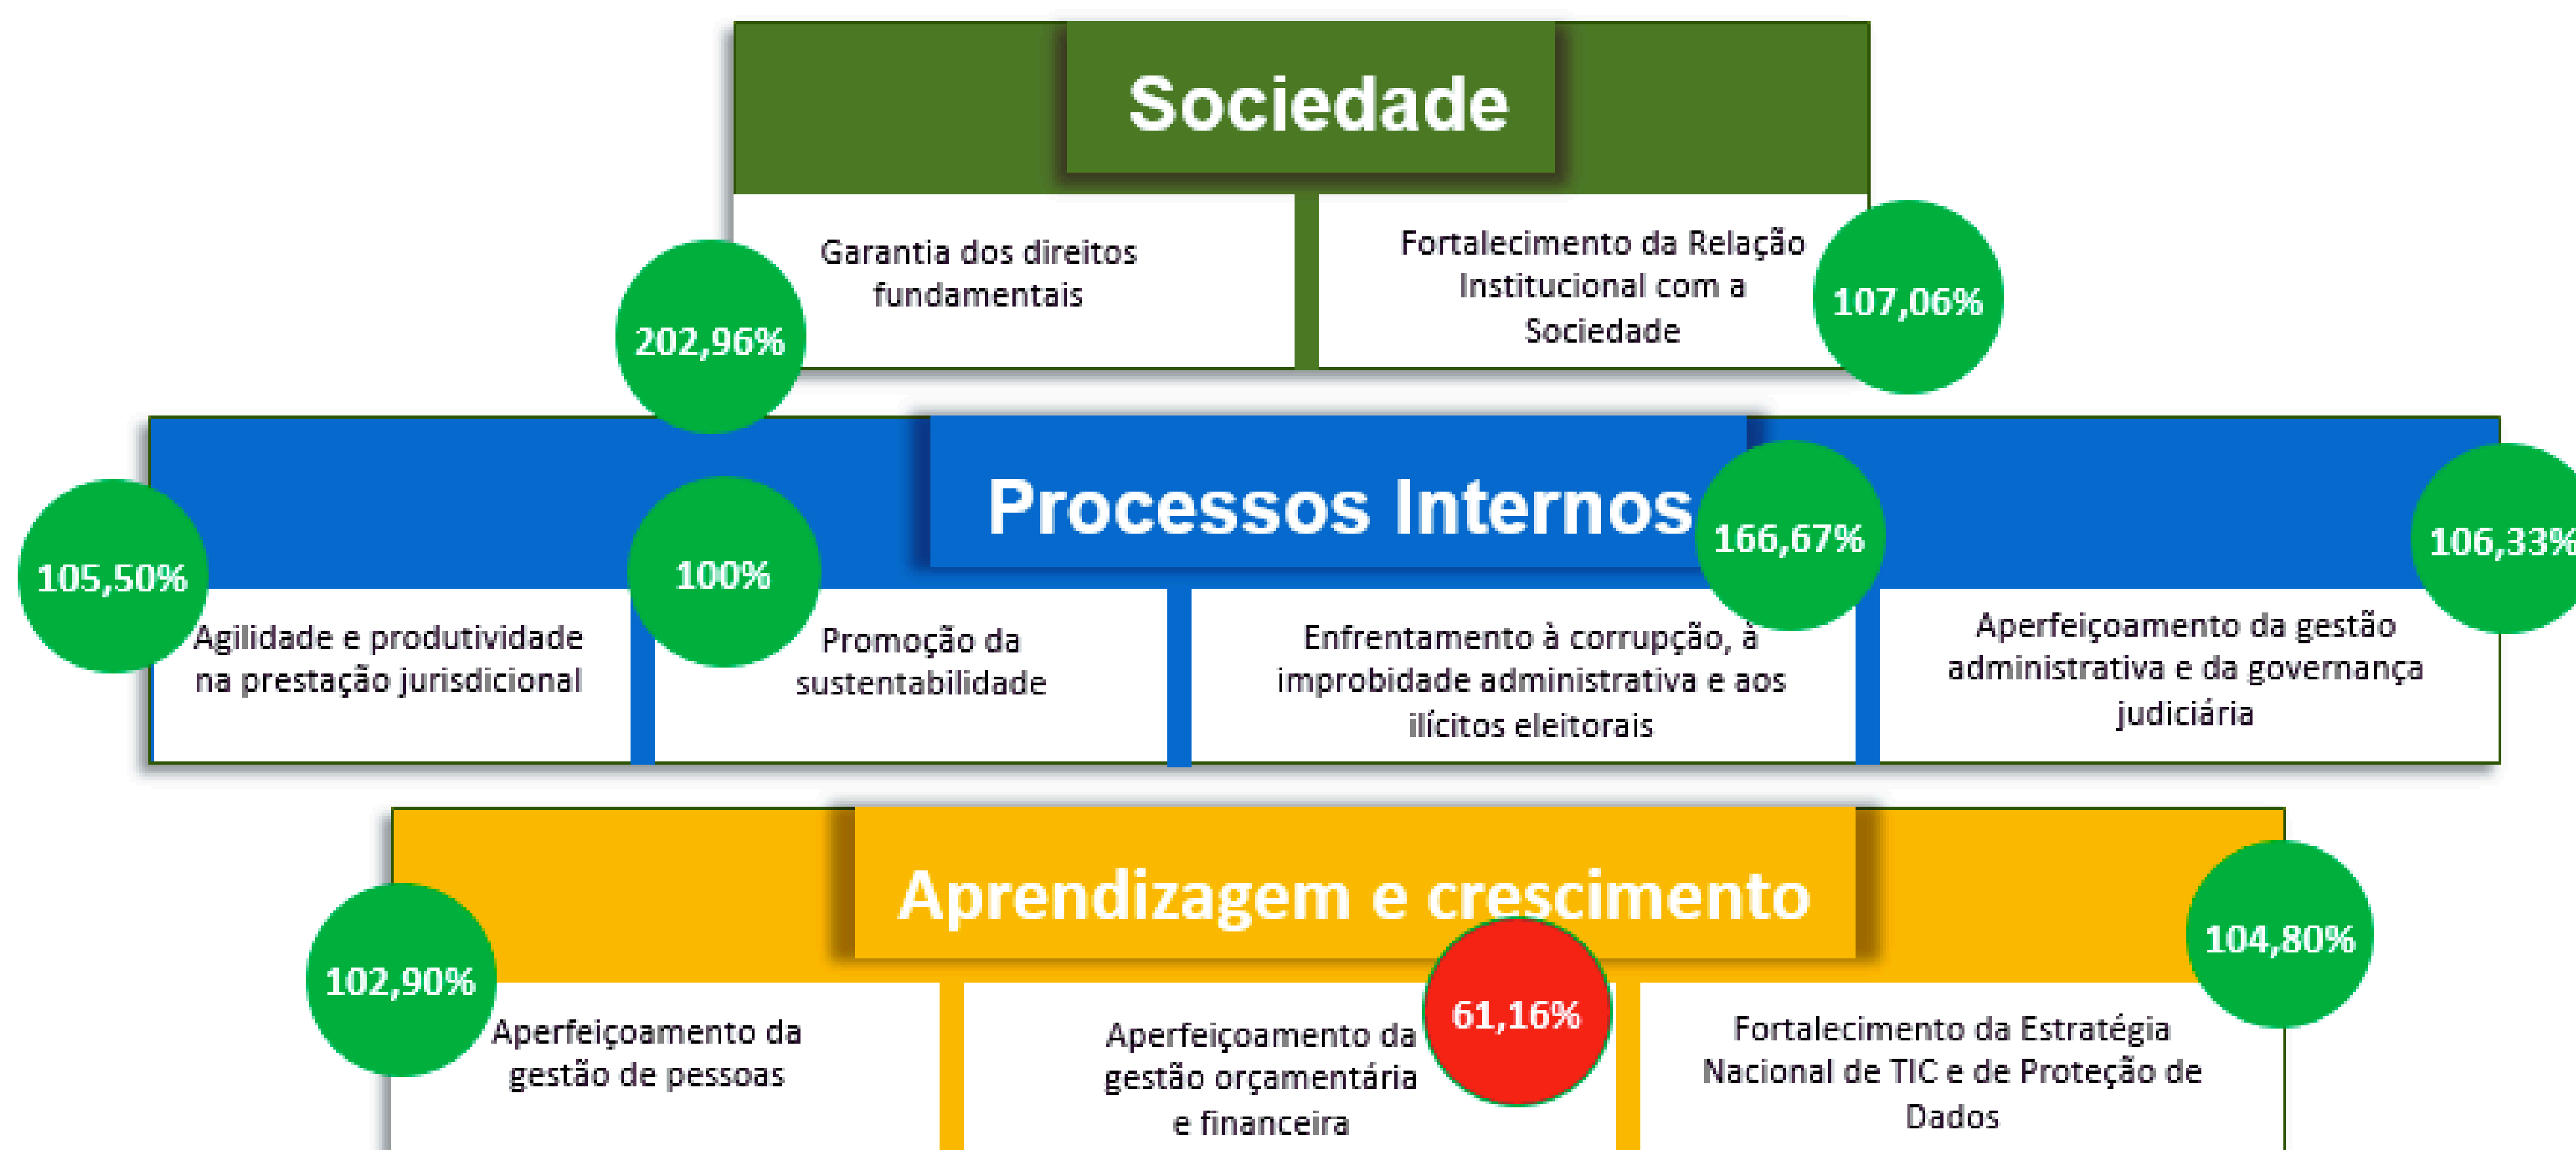 Sociedade
Garantia dos direitos
fundamentais
202,96%
Fortalecimento da Relação
Institucional com a
Sociedade
107,06%
Processos Internos
105,50%
Agilidade e produtividade
na prestação jurisdicional
100%
Promoção da
sustentabilidade
166,67%
Enfrentamento à corrupção, à
improbidade administrativa e aos
ilícitos eleitorais
106,33%
Aperfeiçoamento da gestão
administrativa e da governança
judiciária
Aprendizagem e crescimento
102,90%
Aperfeiçoamento da
gestão de pessoas
61,16%
Aperfeiçoamento da
gestão orçamentária
e financeira
104,80%
Fortalecimento da Estratégia
Nacional de TIC e de Proteção de
Dados